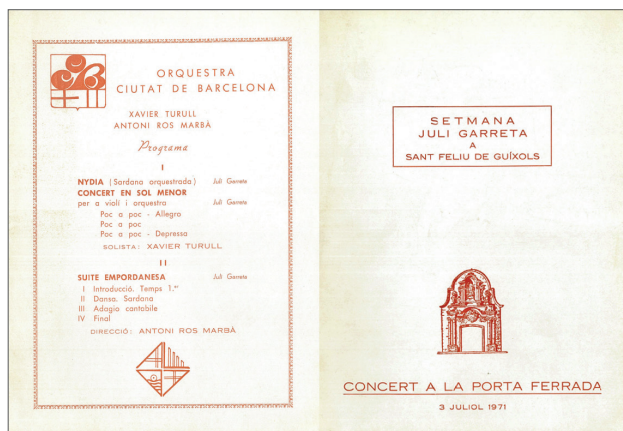 ORQUESTRA
CIUTAT DE BARCELONA
XAVIER TURULL
ANTONI ROS MARBÀ
Programa
I
NYDIA (Sardana orquestrada) Juli Garreta
CONCERT EN SOL MENOR
per a violí i orquestra Juli Garreta
Poc a poc - Allegro
Poc a poc
Poc a poc - Depressa
SOLISTA: XAVIER TURULL
II
SUITE EMPORDANESA Juli Garreta
I Introducció. Temps 1.er
II Dansa. Sardana
III Adagio cantabile
IV Final
DIRECCIÓ: ANTONI ROS MARBÀ
SETMANA
JULI GARRETA
A
SANT FELIU DE GUÍXOLS
CONCERT A LA PORTA FERRADA
3 JULIOL 1971